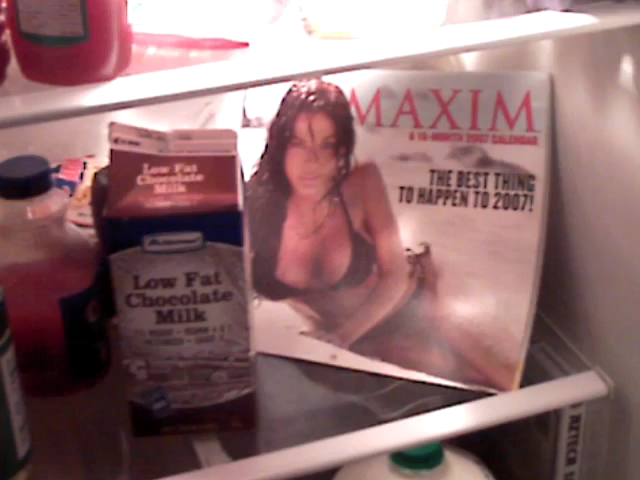 MAXIM
A 16-MONTH 2007 CALENDAR
THE BEST THING
TO HAPPEN TO 2007!
Low Fat
Chocolate
Milk
Low Fat
Chocolate
Milk